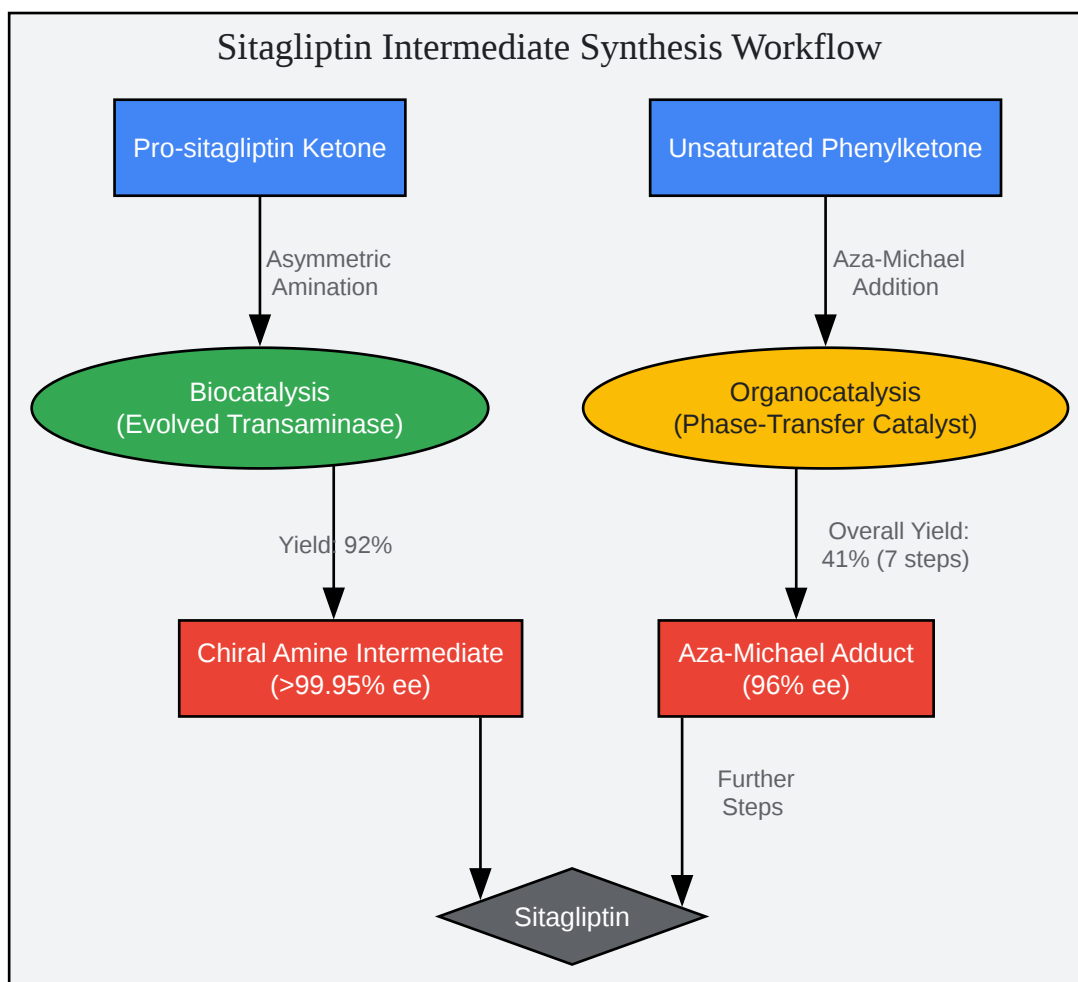 Sitagliptin Intermediate Synthesis Workflow
Pro-sitagliptin Ketone
Unsaturated Phenylketone
Asymmetric
Amination
Aza-Michael
Addition
Biocatalysis
(Evolved Transaminase)
Organocatalysis
(Phase-Transfer Catalyst)
Yield: 92%
Overall Yield:
41% (7 steps)
Chiral Amine Intermediate
(>99.95% ee)
Aza-Michael Adduct
(96% ee)
Further
Steps
Sitagliptin